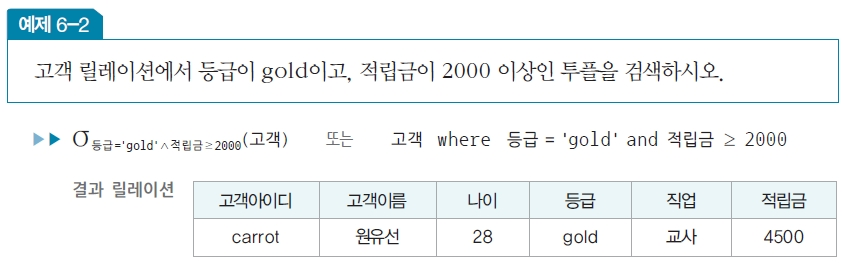 예제 6-2
고객 릴레이션에서 등급이 gold이고, 적립금이 2000 이상인 투플을 검색하시오.
▶▶ σ등급='gold'∧적립금≥2000(고객) 또는 고객 where 등급 = 'gold' and 적립금 ≥ 2000
결과 릴레이션
고객아이디 고객이름 나이 등급 직업 적립금
carrot 원유선 28 gold 교사 4500